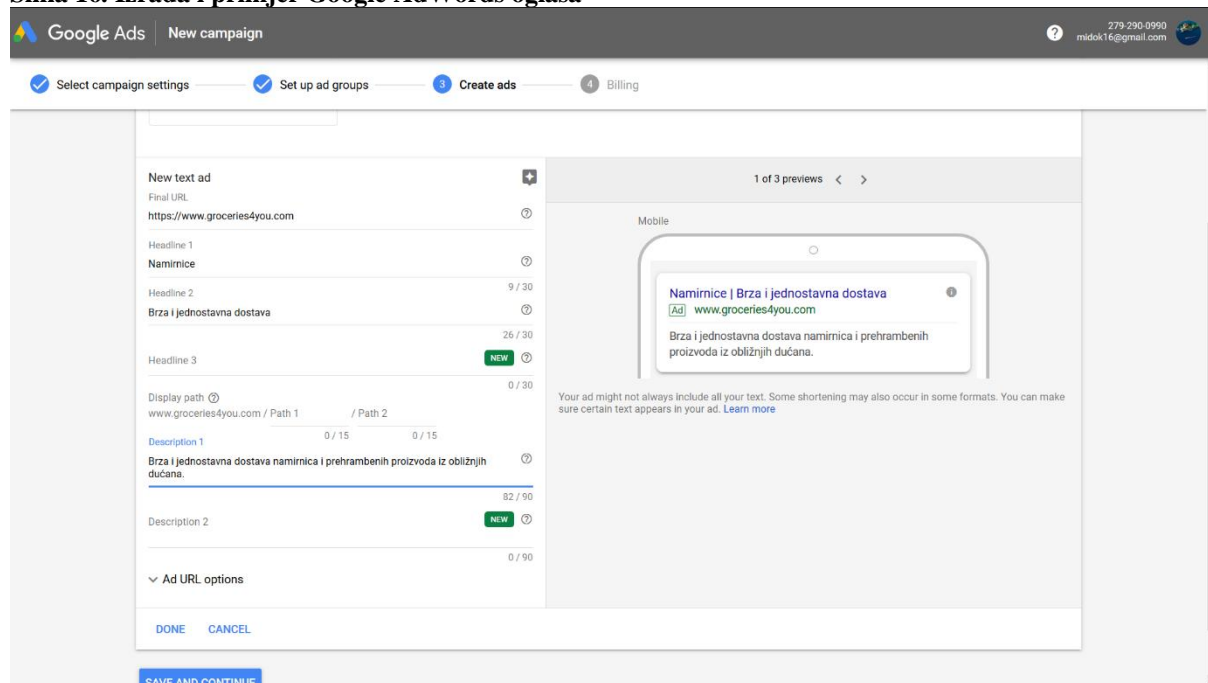 Slika 10. Izrada i primjer Google AdWords oglasa
Google Ads | New campaign
279-290-0990
midok16@gmail.com
Select campaign settings
Set up ad groups
3 Create ads
4 Billing
New text ad
1 of 3 previews
Final URL
https://www.groceries4you.com
Mobile
Headline 1
Namirnice
9 / 30
Headline 2
Brza i jednostavna dostava
26 / 30
Headline 3
NEW
0 / 30
Display path
www.groceries4you.com / Path 1 / Path 2
0 / 15 0 / 15
Description 1
Brza i jednostavna dostava namirnica i prehrambenih proizvoda iz obližnjih
dućana.
82 / 90
Description 2
NEW
0 / 90
Ad URL options
DONE CANCEL
SAVE AND CONTINUE
Namirnice | Brza i jednostavna dostava
Ad www.groceries4you.com
Brza i jednostavna dostava namirnica i prehrambenih
proizvoda iz obližnjih dućana.
Your ad might not always include all your text. Some shortening may also occur in some formats. You can make
sure certain text appears in your ad. Learn more